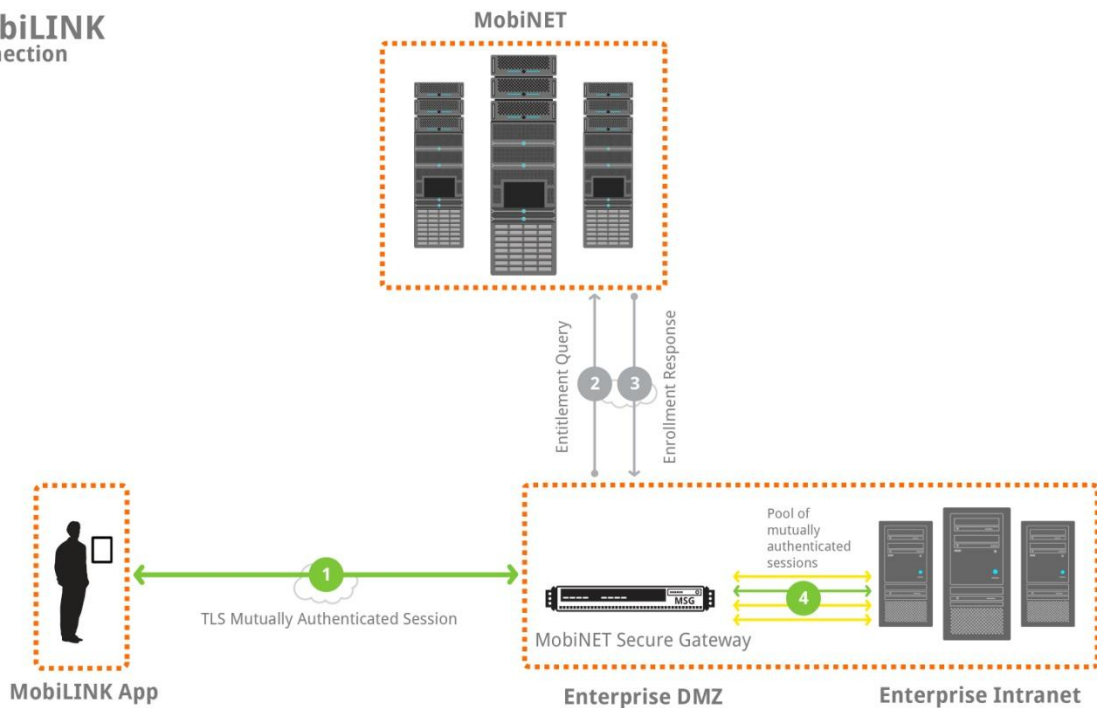 biLINK
nection
MobiNET
Entitlement Query
2
3
Enrollment Response
Pool of
mutually
authenticated
sessions
1
TLS Mutually Authenticated Session
MSG
4
MobiNET Secure Gateway
MobiLINK App
Enterprise DMZ
Enterprise Intranet